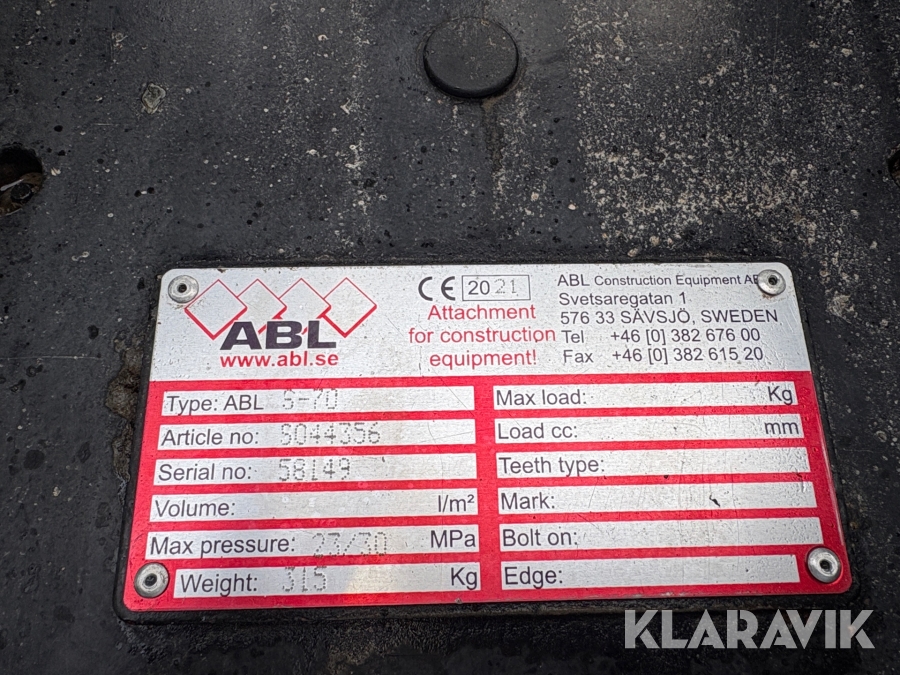 ABL
www.abl.se
CE 2021
Attachment
for construction
equipment!
ABL Construction Equipment AB
Svetsaregatan 1
576 33 SÄVSJÖ, SWEDEN
Tel +46 [0] 382 676 00
Fax +46 [0] 382 615 20
Type: ABL S-70
Article no: S044356
Serial no: 58149
Volume: l/m²
Max pressure: 23/30 MPa
Weight: 315 Kg
Max load: Kg
Load cc: mm
Teeth type:
Mark:
Bolt on:
Edge:
KLARAVIK